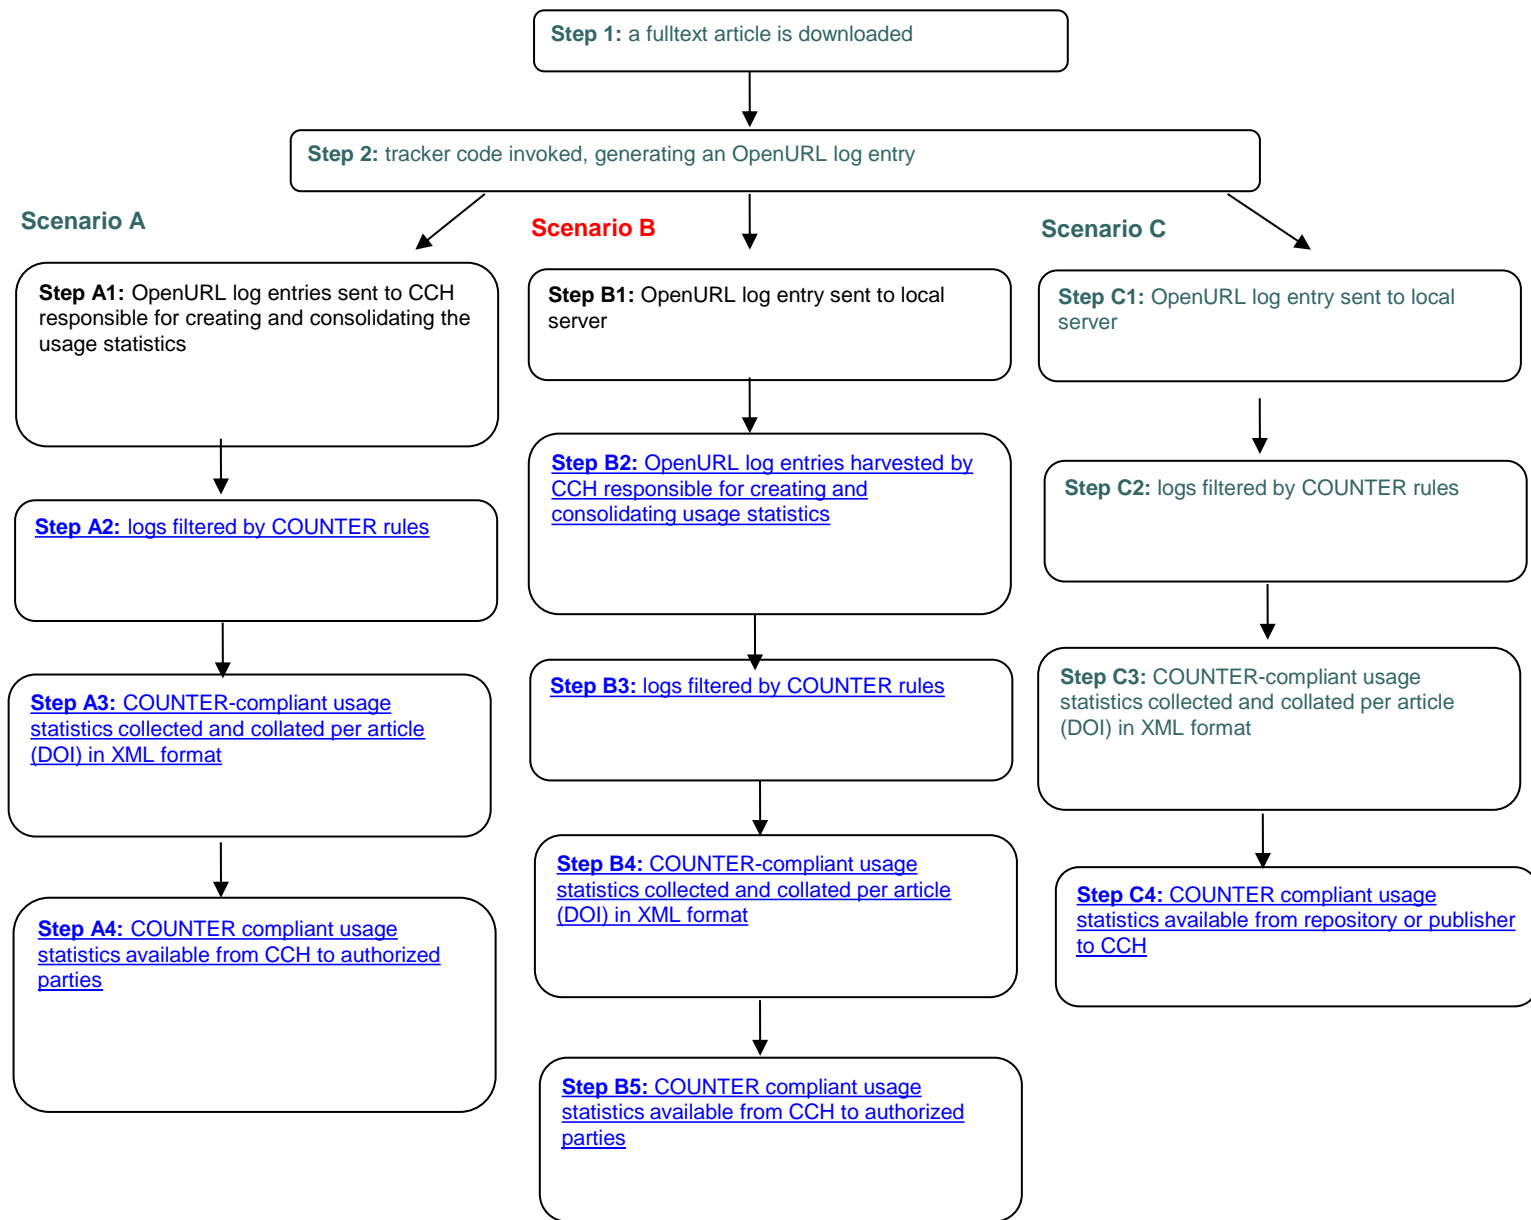 Step 1: a fulltext article is downloaded
Step 2: tracker code invoked, generating an OpenURL log entry
Scenario A
Step A1: OpenURL log entries sent to CCH
responsible for creating and consolidating the
usage statistics
Step A2: logs filtered by COUNTER rules
Step A3: COUNTER-compliant usage
statistics collected and collated per article
(DOI) in XML format
Step A4: COUNTER compliant usage
statistics available from CCH to authorized
parties
Scenario B
Step B1: OpenURL log entry sent to local
server
Step B2: OpenURL log entries harvested by
CCH responsible for creating and
consolidating usage statistics
Step B3: logs filtered by COUNTER rules
Step B4: COUNTER-compliant usage
statistics collected and collated per article
(DOI) in XML format
Step B5: COUNTER compliant usage
statistics available from CCH to authorized
parties
Scenario C
Step C1: OpenURL log entry sent to local
server
Step C2: logs filtered by COUNTER rules
Step C3: COUNTER-compliant usage
statistics collected and collated per article
(DOI) in XML format
Step C4: COUNTER compliant usage
statistics available from repository or publisher
to CCH